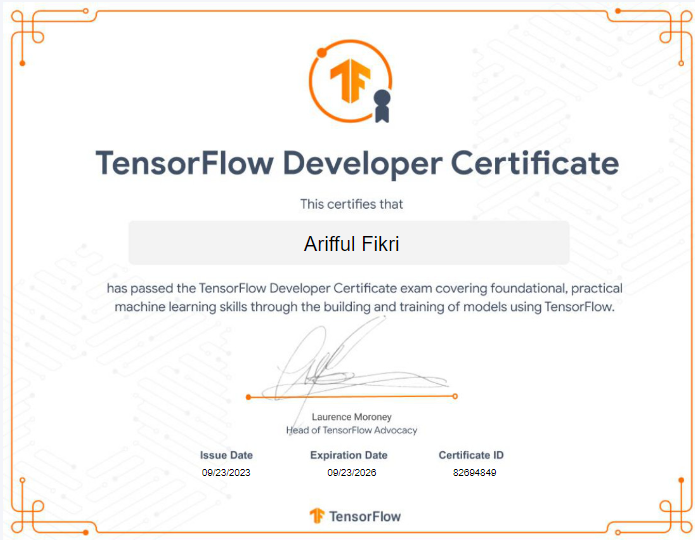 TF
TensorFlow Developer Certificate
This certifies that
Arifful Fikri
has passed the TensorFlow Developer Certificate exam covering foundational, practical
machine learning skills through the building and training of models using TensorFlow.
Laurence Moroney
Head of TensorFlow Advocacy
Issue Date Expiration Date Certificate ID
09/23/2023 09/23/2026 82694849
TensorFlow